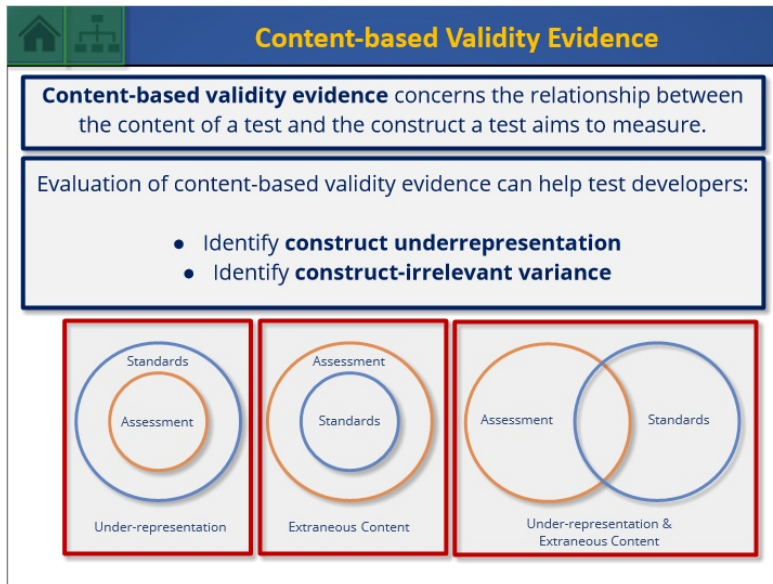 Content-based Validity Evidence
Content-based validity evidence concerns the relationship between
the content of a test and the construct a test aims to measure.
Evaluation of content-based validity evidence can help test developers:
● Identify construct underrepresentation
● Identify construct-irrelevant variance
Standards
Assessment
Under-representation
Assessment
Standards
Extraneous Content
Assessment
Standards
Under-representation &
Extraneous Content